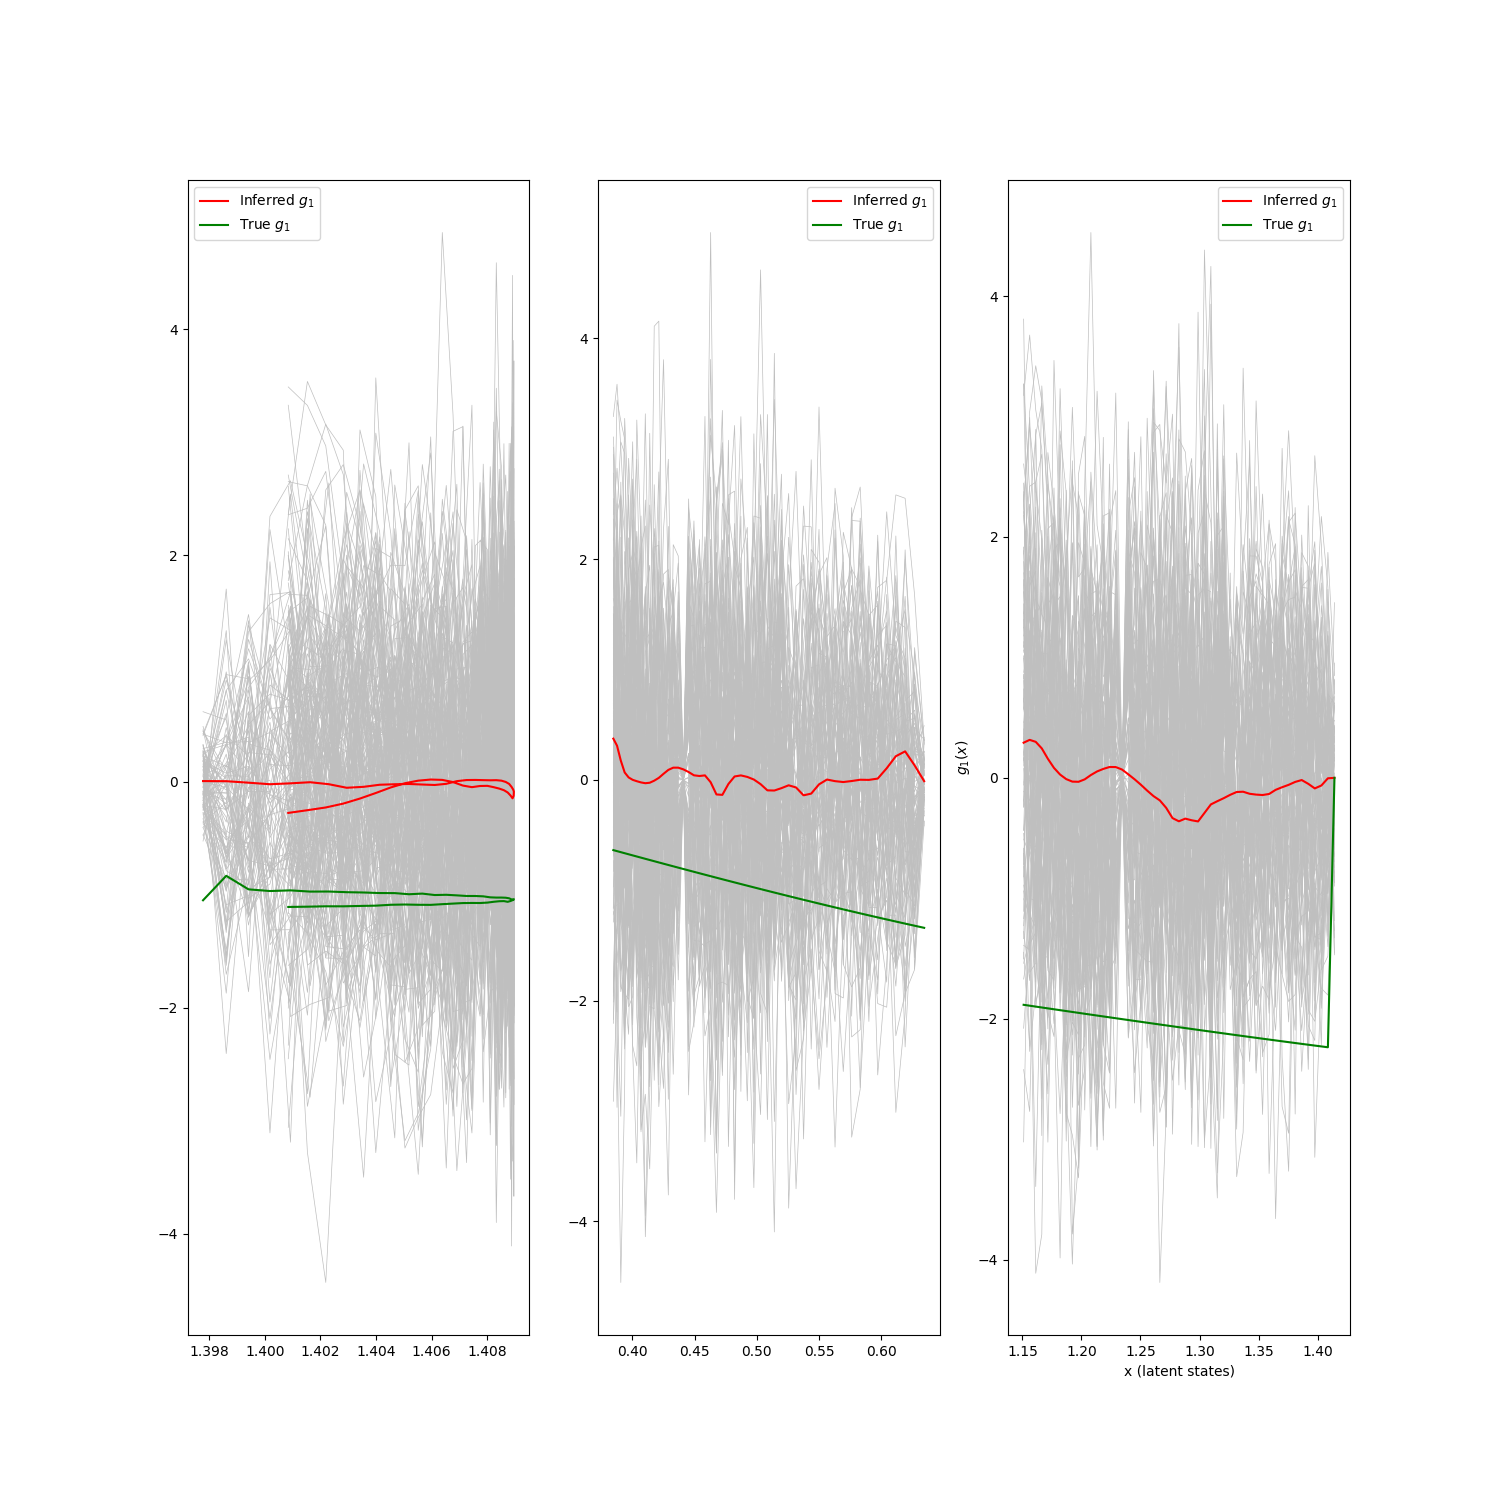 Inferred g₁
True g₁
4
2
0
−2
−4
1.398 1.400 1.402 1.404 1.406 1.408
Inferred g₁
True g₁
4
2
0
−2
−4
0.40 0.45 0.50 0.55 0.60
Inferred g₁
True g₁
g₁(x)
4
2
0
−2
−4
1.15 1.20 1.25 1.30 1.35 1.40
x (latent states)